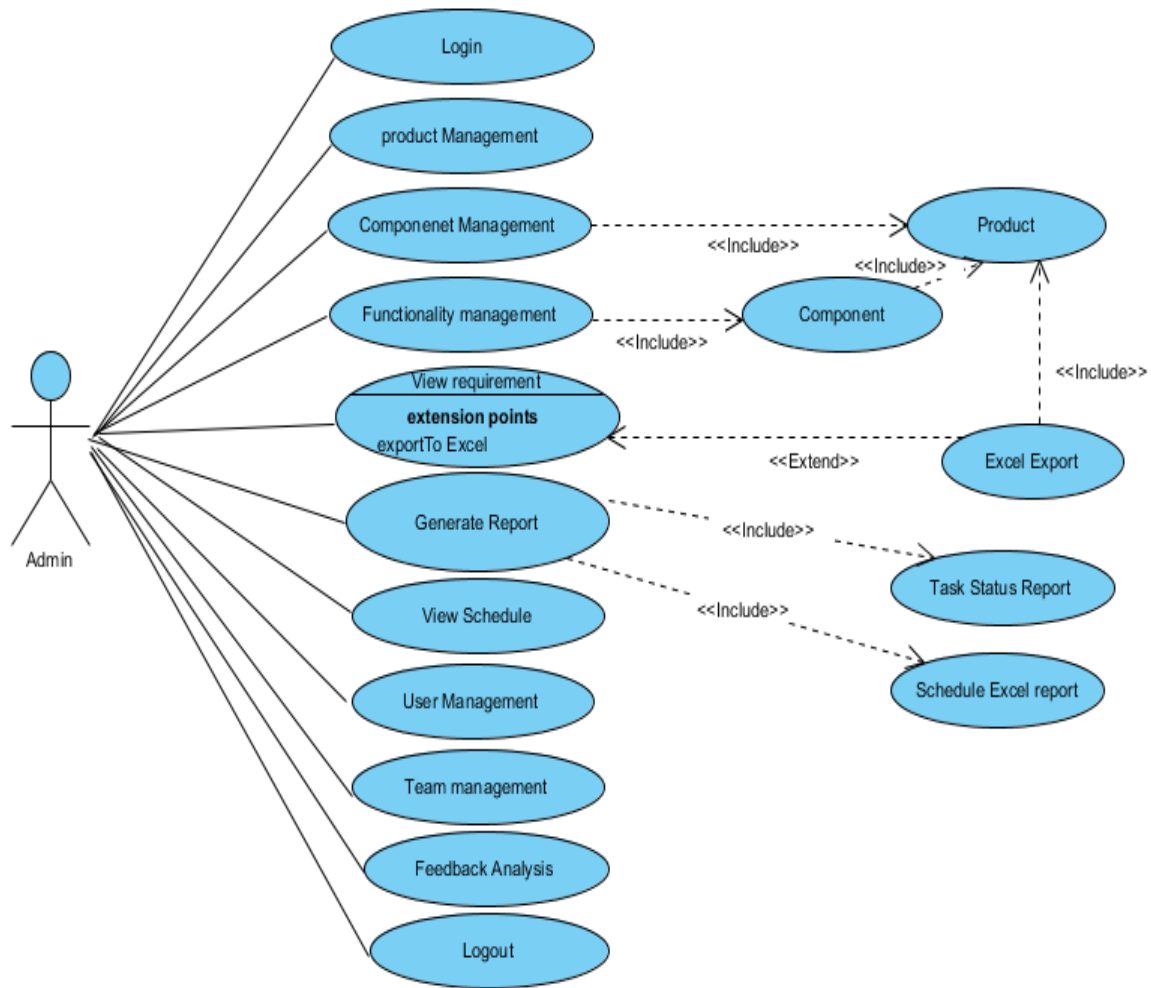 Login
product Management
Componenet Management
<<Include>>
Product
<<Include>>
Functionality management
<<Include>>
Component
<<Include>>
View requirement
extension points
exportTo Excel
<<Extend>>
Excel Export
Generate Report
<<Include>>
Admin
Task Status Report
View Schedule
<<Include>>
Schedule Excel report
User Management
Team management
Feedback Analysis
Logout